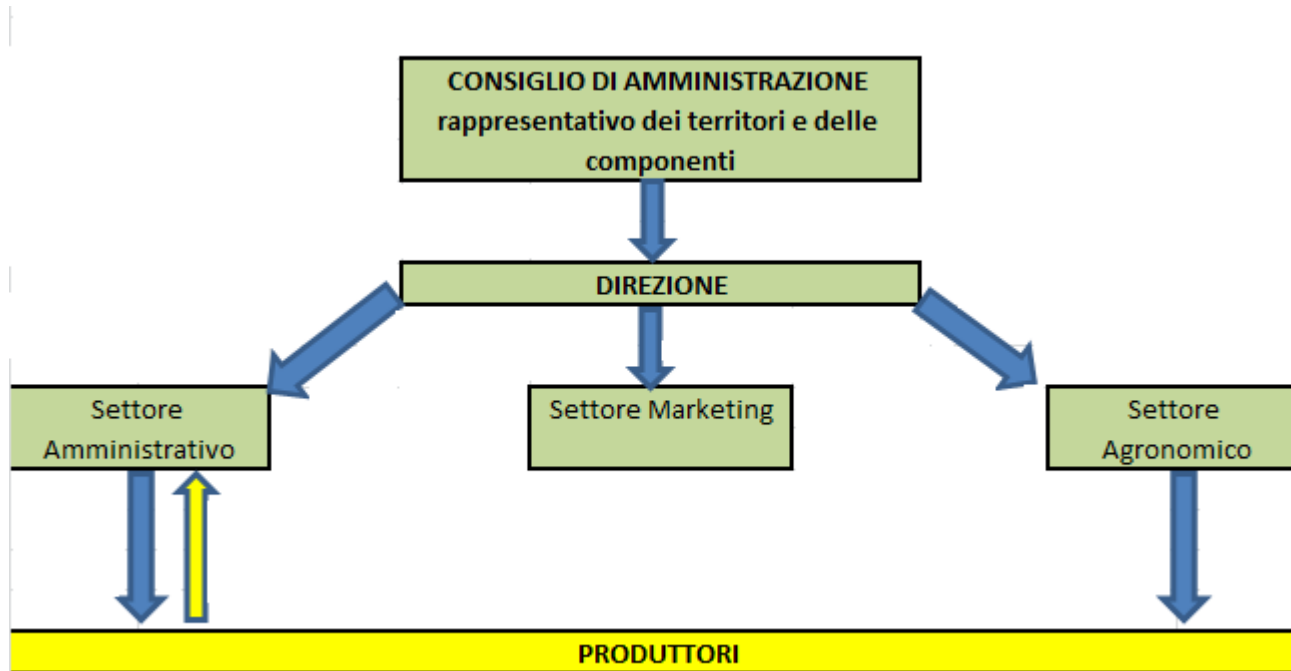 CONSIGLIO DI AMMINISTRAZIONE
rappresentativo dei territori e delle
componenti
DIREZIONE
Settore
Amministrativo
Settore Marketing
Settore
Agronomico
PRODUTTORI